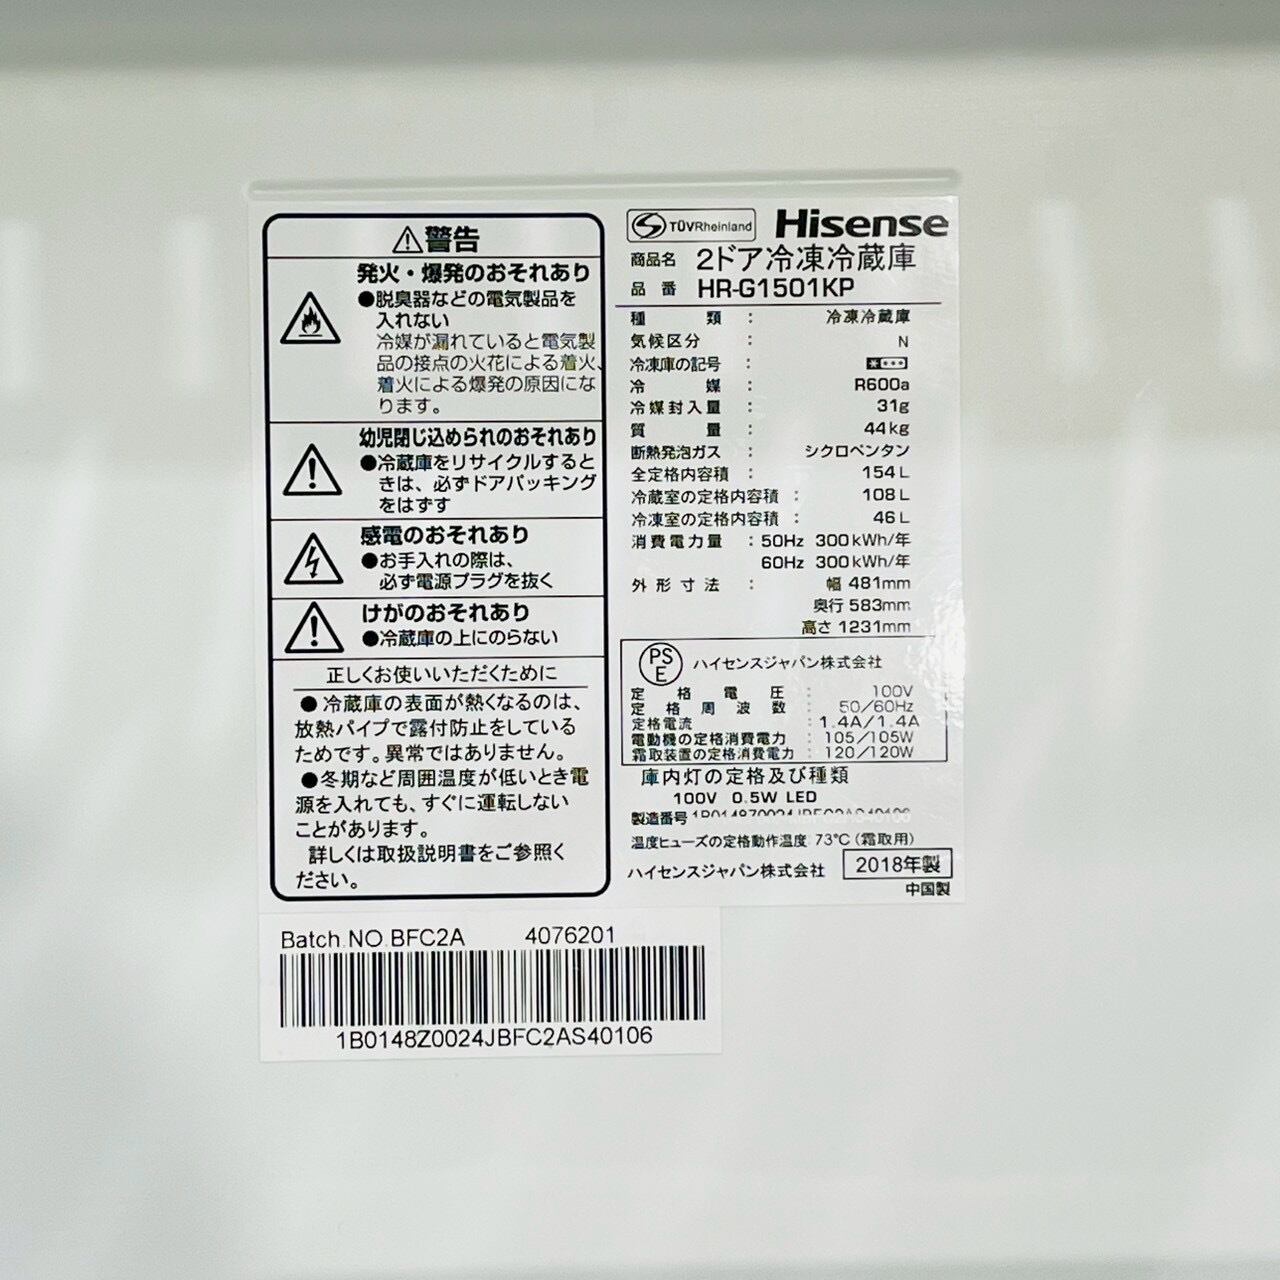 警告
発火・爆発のおそれあり
●脱臭器などの電気製品を
入れない
冷媒が漏れていると電気製
品の接点の火花による着火、
着火による爆発の原因にな
ります。
幼児閉じ込められのおそれあり
●冷蔵庫をリサイクルすると
きは、必ずドアパッキング
をはずす
感電のおそれあり
●お手入れの際は、
必ず電源プラグを抜く
けがのおそれあり
●冷蔵庫の上にのらない
正しくお使いいただくために
●冷蔵庫の表面が熱くなるのは、
放熱パイプで露付防止をしている
ためです。異常ではありません。
●冬期など周囲温度が低いとき電
源を入れても、すぐに運転しない
ことがあります。
詳しくは取扱説明書をご参照く
ださい。
TÜVRheinland Hisense
商品名 2ドア冷凍冷蔵庫
品番 HR-G1501KP
種類 : 冷凍冷蔵庫
気候区分 : N
冷凍庫の記号 :
冷媒 : R600a
冷媒封入量 : 31g
質量 : 44kg
断熱発泡ガス : シクロペンタン
全定格内容積 : 154L
冷蔵室の定格内容積 : 108L
冷凍室の定格内容積 : 46L
消費電力量 : 50Hz 300kWh/年
60Hz 300kWh/年
外形寸法 : 幅 481mm
奥行 583mm
高さ 1231mm
PSE ハイセンスジャパン株式会社
定格電圧 : 100V
定格周波数 : 50/60Hz
定格電流 : 1.4A/1.4A
電動機の定格消費電力 : 105/105W
霜取装置の定格消費電力 : 120/120W
庫内灯の定格及び種類
100V 0.5W LED
製造番号 1B0148Z0024JBFC2AS40106
温度ヒューズの定格動作温度 73℃(霜取用)
ハイセンスジャパン株式会社 2018年製
中国製
Batch NO.BFC2A 4076201
1B0148Z0024JBFC2AS40106